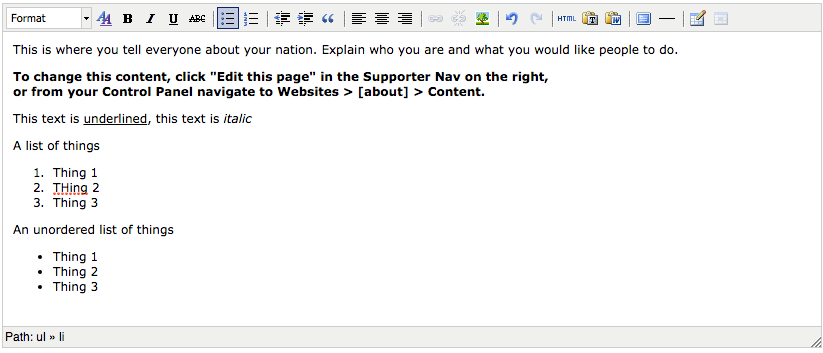 Format B I U ABC HTML
This is where you tell everyone about your nation. Explain who you are and what you would like people to do.
To change this content, click "Edit this page" in the Supporter Nav on the right,
or from your Control Panel navigate to Websites > [about] > Content.
This text is underlined, this text is italic
A list of things
1. Thing 1
2. THing 2
3. Thing 3
An unordered list of things
• Thing 1
• Thing 2
• Thing 3
Path: ul » li